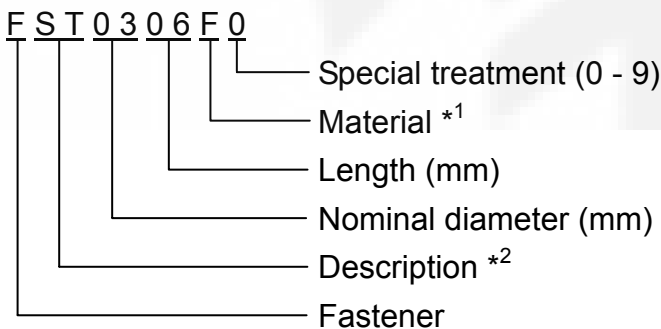 F S T 0 3 0 6 F 0
Special treatment (0 - 9)
Material *1
Length (mm)
Nominal diameter (mm)
Description *2
Fastener